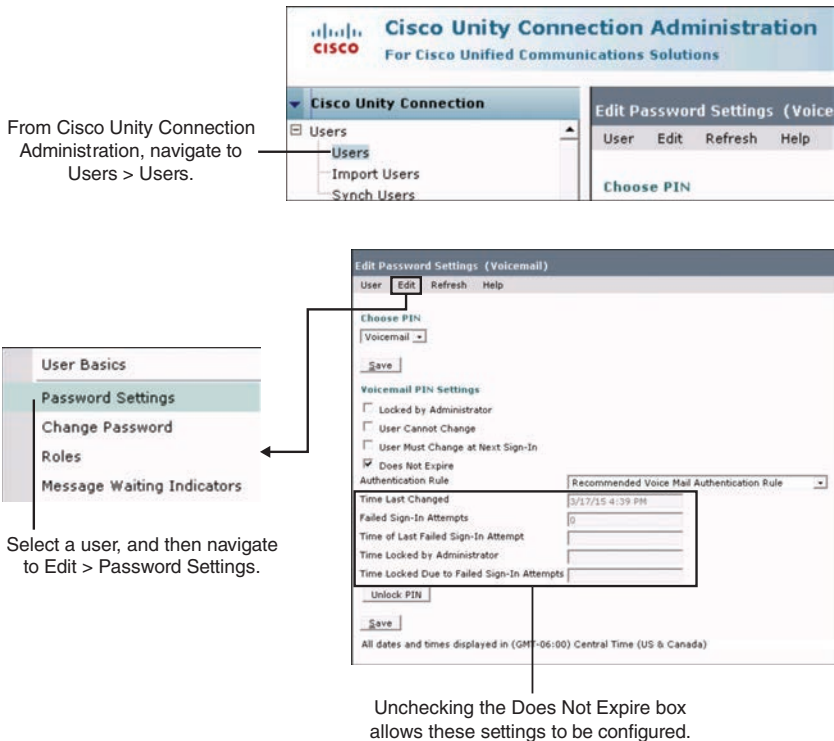 CISCO
Cisco Unity Connection Administration
For Cisco Unified Communications Solutions
Cisco Unity Connection
Users
Users
Import Users
Synch Users
Edit Password Settings (Voice
User Edit Refresh Help
Choose PIN
From Cisco Unity Connection
Administration, navigate to
Users > Users.
Edit Password Settings (Voicemail)
User Edit Refresh Help
Choose PIN
Voicemail
Save
Voicemail PIN Settings
Locked by Administrator
User Cannot Change
User Must Change at Next Sign-In
Does Not Expire
Authentication Rule Recommended Voice Mail Authentication Rule
Time Last Changed 3/17/15 4:39 PM
Failed Sign-In Attempts 0
Time of Last Failed Sign-In Attempt
Time Locked by Administrator
Time Locked Due to Failed Sign-In Attempts
Unlock PIN
Save
All dates and times displayed in (GMT-06:00) Central Time (US & Canada)
User Basics
Password Settings
Change Password
Roles
Message Waiting Indicators
Select a user, and then navigate
to Edit > Password Settings.
Unchecking the Does Not Expire box
allows these settings to be configured.